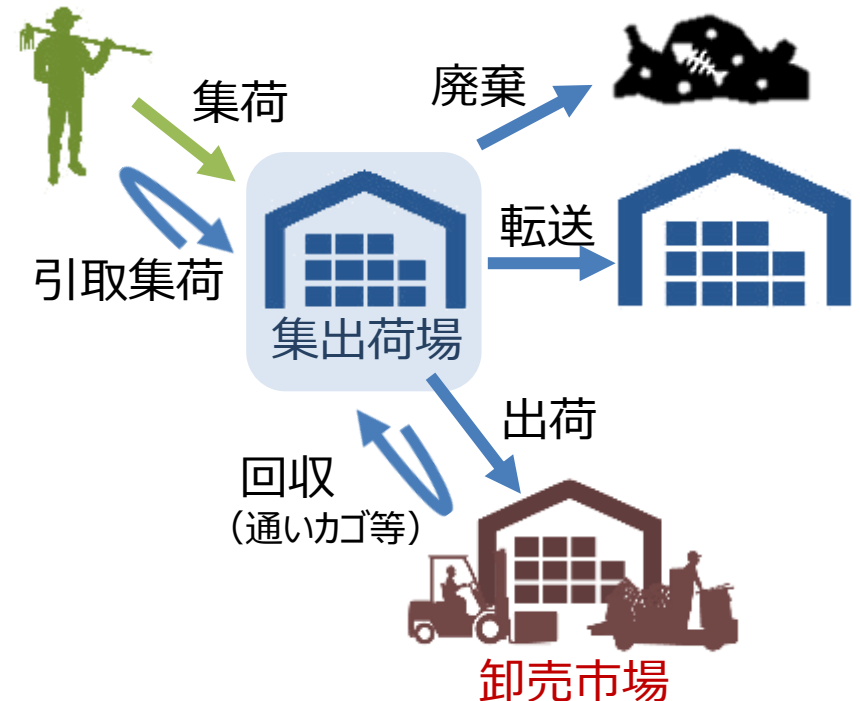 集荷
廃棄
転送
引取集荷
集出荷場
出荷
回収
（通いカゴ等）
卸売市場